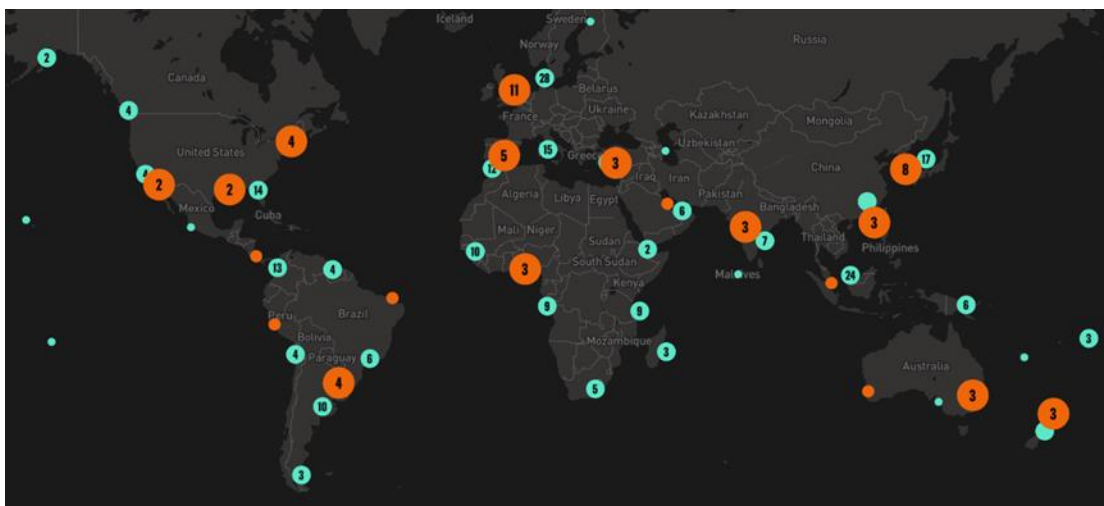 Iceland
Sweden
Russia
Norway
2
28
Canada
11
Belarus
4
Ukraine
France
Kazakhstan
Mongolia
4
United States
15
Uzbekistan
5
Greece
3
17
12
China
8
4
2
2
14
Iraq
Iran
Algeria
Libya
Egypt
Pakistan
Mexico
Cuba
6
Bangladesh
3
3
Mali
Niger
Thailand
7
Sudan
2
Philippines
10
South Sudan
13
4
3
Maldives
24
Kenya
9
9
6
Peru
Brazil
Bolivia
Mozambique
3
4
Paraguay
6
3
Australia
4
5
3
10
3
3